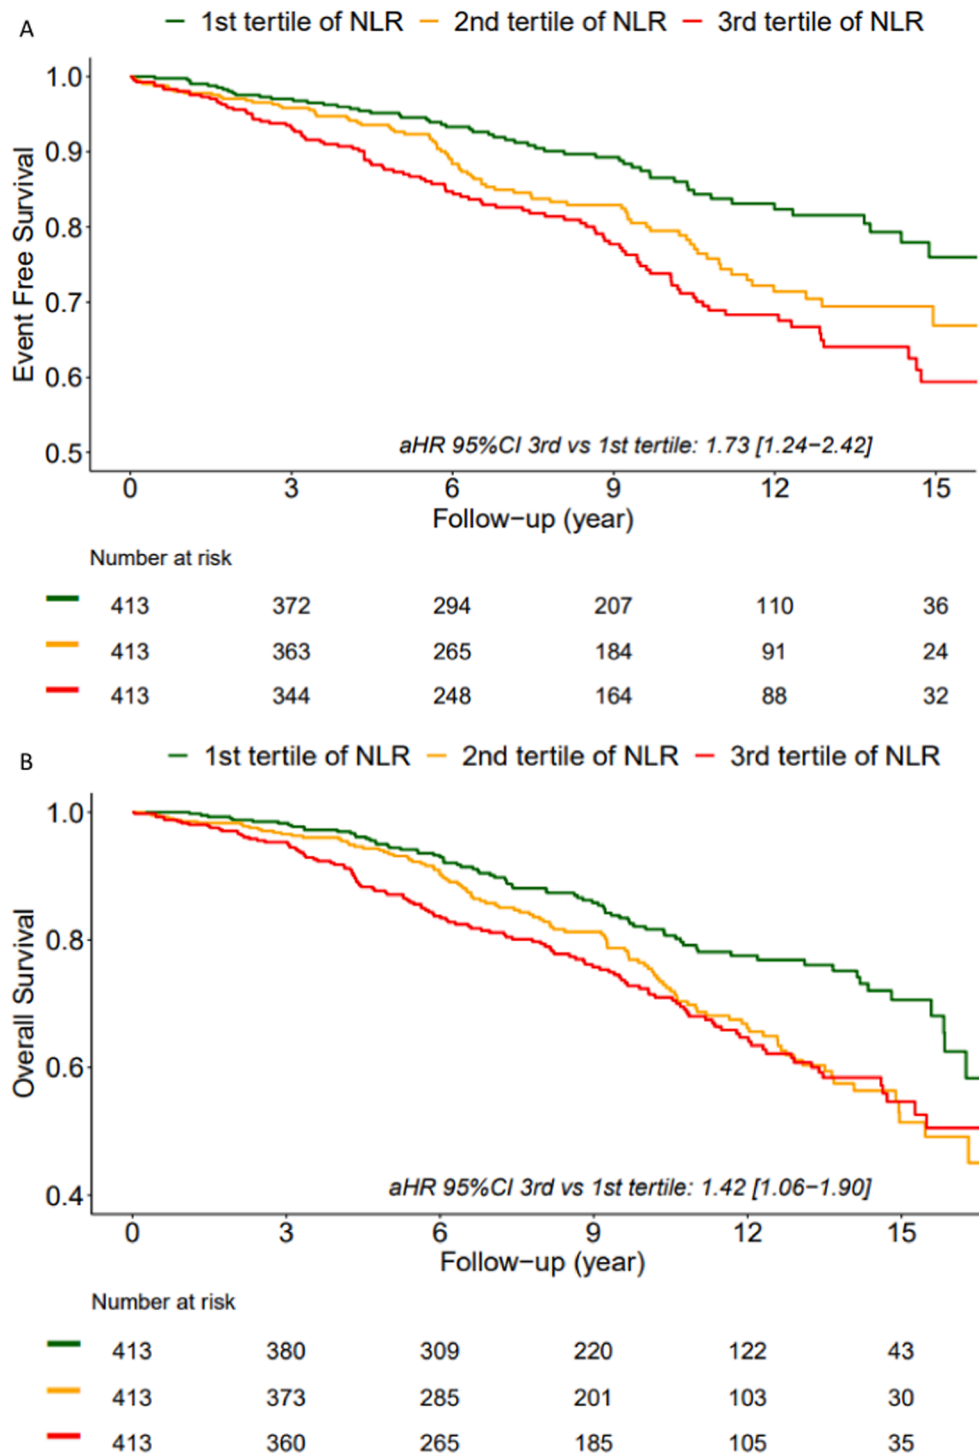 A
1st tertile of NLR 2nd tertile of NLR 3rd tertile of NLR
1.0
0.9
0.8
0.7
0.6
0.5
Event Free Survival
aHR 95%CI 3rd vs 1st tertile: 1.73 [1.24−2.42]
0 3 6 9 12 15
Follow−up (year)
Number at risk
413 372 294 207 110 36
413 363 265 184 91 24
413 344 248 164 88 32
B
1st tertile of NLR 2nd tertile of NLR 3rd tertile of NLR
1.0
0.8
0.6
0.4
Overall Survival
aHR 95%CI 3rd vs 1st tertile: 1.42 [1.06−1.90]
0 3 6 9 12 15
Follow−up (year)
Number at risk
413 380 309 220 122 43
413 373 285 201 103 30
413 360 265 185 105 35